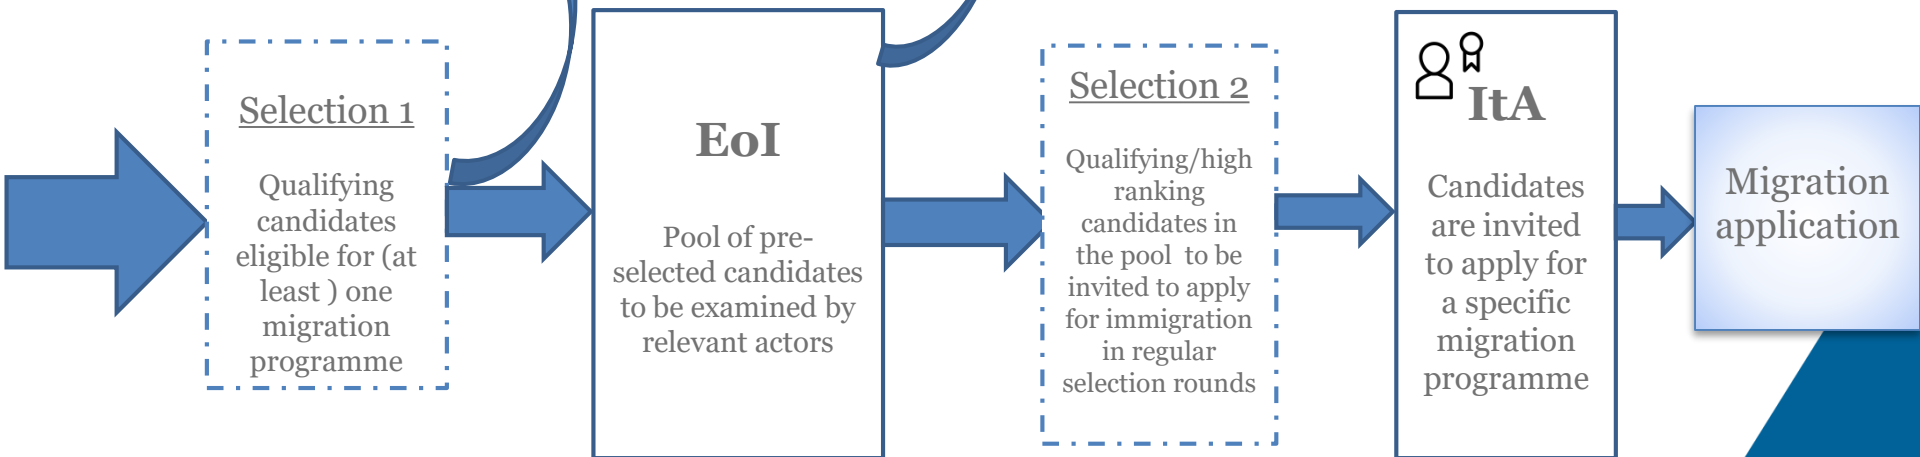 Selection 1
Qualifying
candidates
eligible for (at
least ) one
migration
programme
EoI
Pool of pre-
selected candidates
to be examined by
relevant actors
Selection 2
Qualifying/high
ranking
candidates in
the pool  to be
invited to apply
for immigration
in regular
selection rounds
ItA
Candidates
are invited
to apply for
a specific
migration
programme
Migration
application